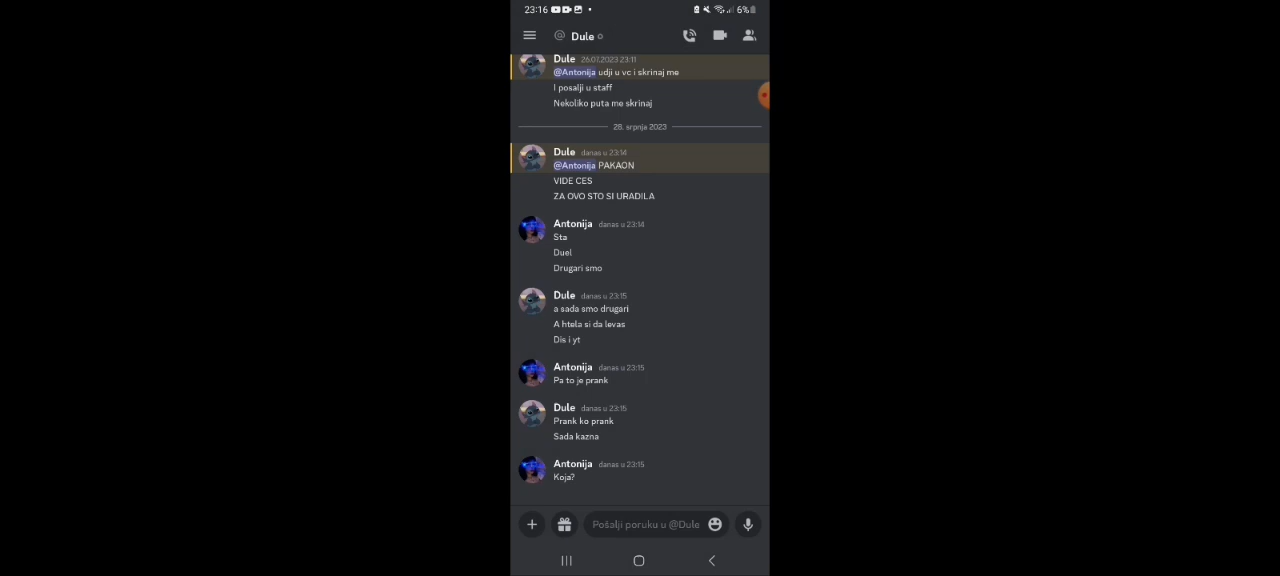 23:16
6%
@ Dule
Dule 26.07.2023 23:11
@Antonija udji u vc i skrinaj me
I posalji u staff
Nekoliko puta me skrinaj
28. srpnja 2023
Dule danas u 23:14
@Antonija PAKAON
VIDE CES
ZA OVO STO SI URADILA
Antonija danas u 23:14
Sta
Duel
Drugari smo
Dule danas u 23:15
a sada smo drugari
A htela si da levas
Dis i yt
Antonija danas u 23:15
Pa to je prank
Dule danas u 23:15
Prank ko prank
Sada kazna
Antonija danas u 23:15
Koja?
Pošalji poruku u @Dule